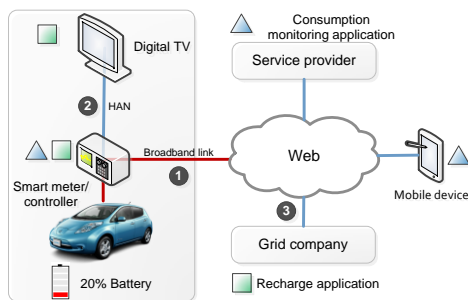 Digital TV
Consumption
monitoring application
Service provider
2
HAN
Broadband link
1
Web
Smart meter/
controller
Mobile device
3
Grid company
20% Battery
Recharge application